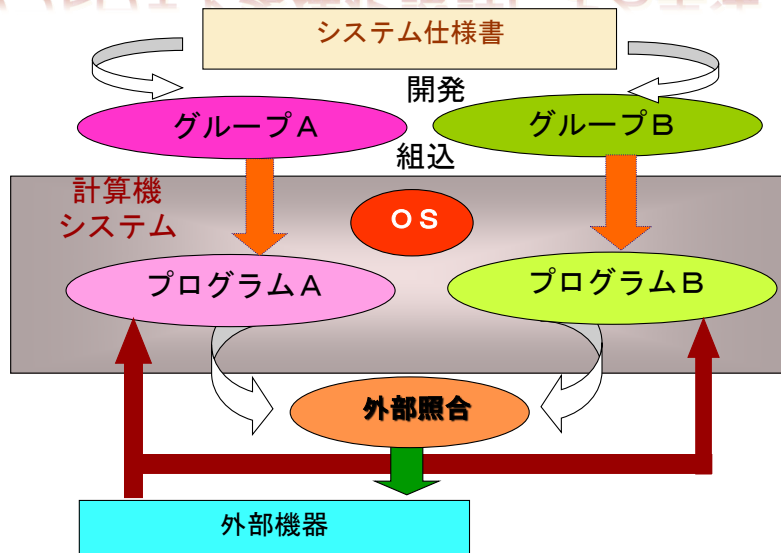 システム仕様書
開発
グループA
グループB
組込
計算機
システム
OS
プログラムA
プログラムB
外部照合
外部機器